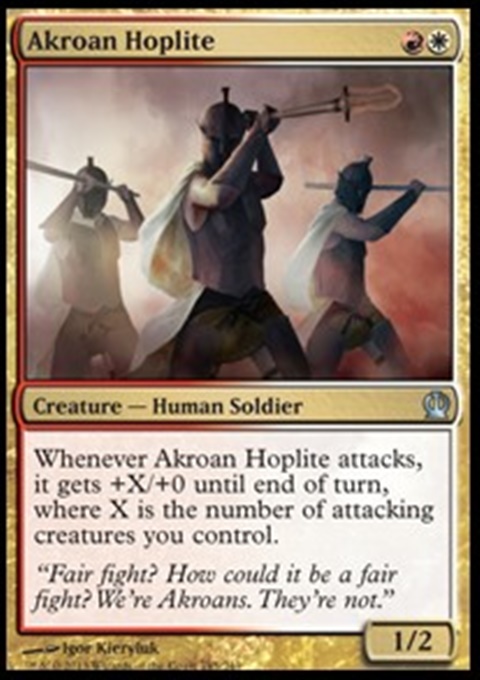 Akroan Hoplite
Creature — Human Soldier
Whenever Akroan Hoplite attacks,
it gets +X/+0 until end of turn,
where X is the number of attacking
creatures you control.
“Fair fight? How could it be a fair
fight? We’re Akroans. They’re not.”
Igor Kieryluk
1/2